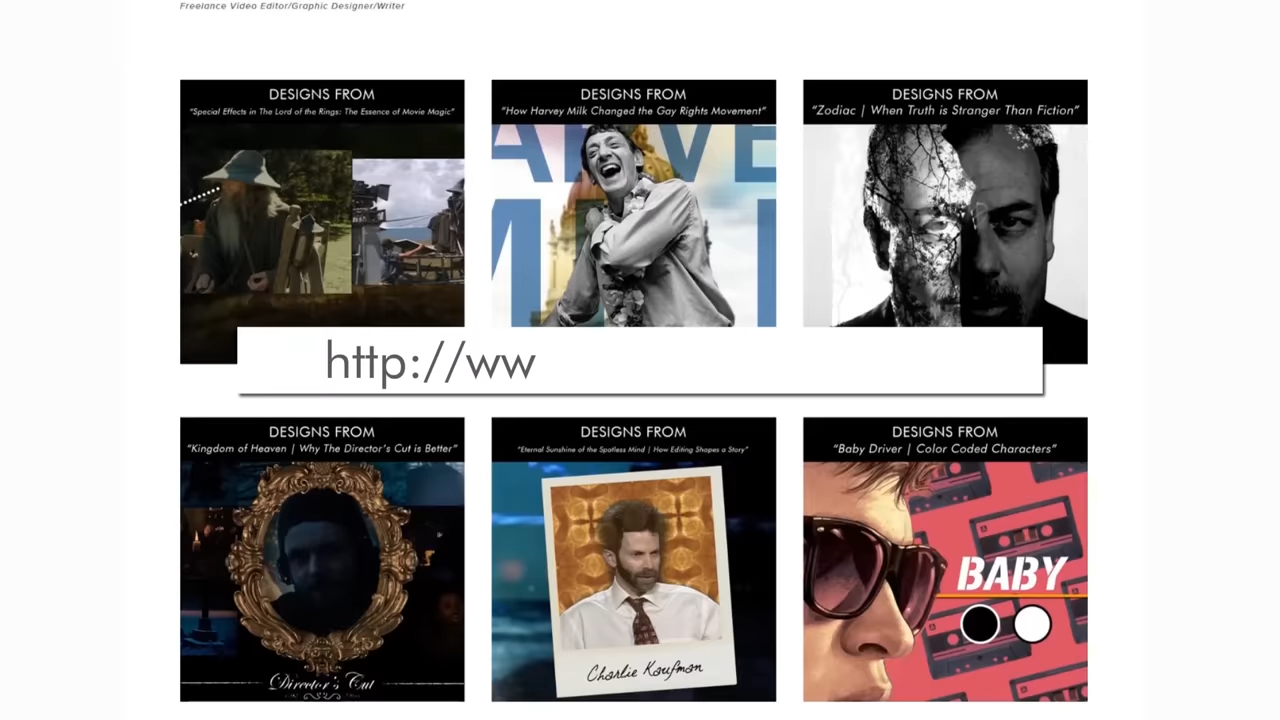 Freelance Video Editor/Graphic Designer/Writer
DESIGNS FROM
"Special Effects in The Lord of the Rings: The Essence of Movie Magic"
DESIGNS FROM
"How Harvey Milk Changed the Gay Rights Movement"
DESIGNS FROM
"Zodiac | When Truth is Stranger Than Fiction"
http://ww
DESIGNS FROM
"Kingdom of Heaven | Why The Director's Cut is Better"
Director's Cut
DESIGNS FROM
"Eternal Sunshine of the Spotless Mind | How Editing Shapes a Story"
Charlie Kaufman
DESIGNS FROM
"Baby Driver | Color Coded Characters"
BABY